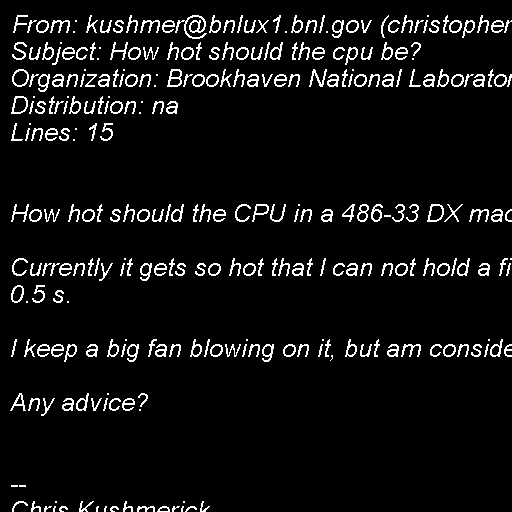 From: kushmer@bnlux1.bnl.gov (christopher
Subject: How hot should the cpu be?
Organization: Brookhaven National Laborator
Distribution: na
Lines: 15
How hot should the CPU in a 486-33 DX mac
Currently it gets so hot that I can not hold a fi
0.5 s.
I keep a big fan blowing on it, but am conside
Any advice?
--
Chris Kushmerick